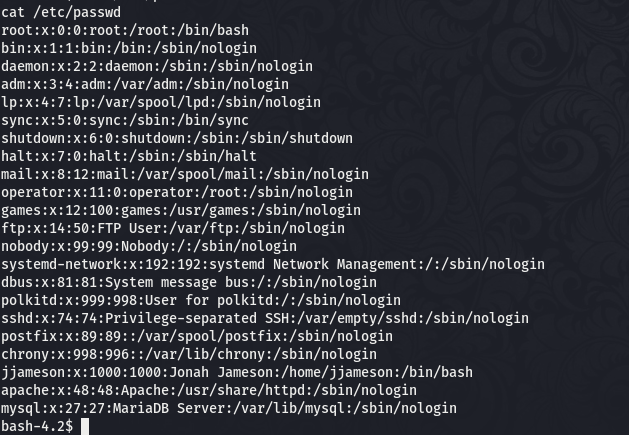 cat /etc/passwd
root:x:0:0:root:/root:/bin/bash
bin:x:1:1:bin:/bin:/sbin/nologin
daemon:x:2:2:daemon:/sbin:/sbin/nologin
adm:x:3:4:adm:/var/adm:/sbin/nologin
lp:x:4:7:lp:/var/spool/lpd:/sbin/nologin
sync:x:5:0:sync:/sbin:/bin/sync
shutdown:x:6:0:shutdown:/sbin:/sbin/shutdown
halt:x:7:0:halt:/sbin:/sbin/halt
mail:x:8:12:mail:/var/spool/mail:/sbin/nologin
operator:x:11:0:operator:/root:/sbin/nologin
games:x:12:100:games:/usr/games:/sbin/nologin
ftp:x:14:50:FTP User:/var/ftp:/sbin/nologin
nobody:x:99:99:Nobody:/:/sbin/nologin
systemd-network:x:192:192:systemd Network Management:/:/sbin/nologin
dbus:x:81:81:System message bus:/:/sbin/nologin
polkitd:x:999:998:User for polkitd:/:/sbin/nologin
sshd:x:74:74:Privilege-separated SSH:/var/empty/sshd:/sbin/nologin
postfix:x:89:89::/var/spool/postfix:/sbin/nologin
chrony:x:998:996::/var/lib/chrony:/sbin/nologin
jjameson:x:1000:1000:Jonah Jameson:/home/jjameson:/bin/bash
apache:x:48:48:Apache:/usr/share/httpd:/sbin/nologin
mysql:x:27:27:MariaDB Server:/var/lib/mysql:/sbin/nologin
bash-4.2$